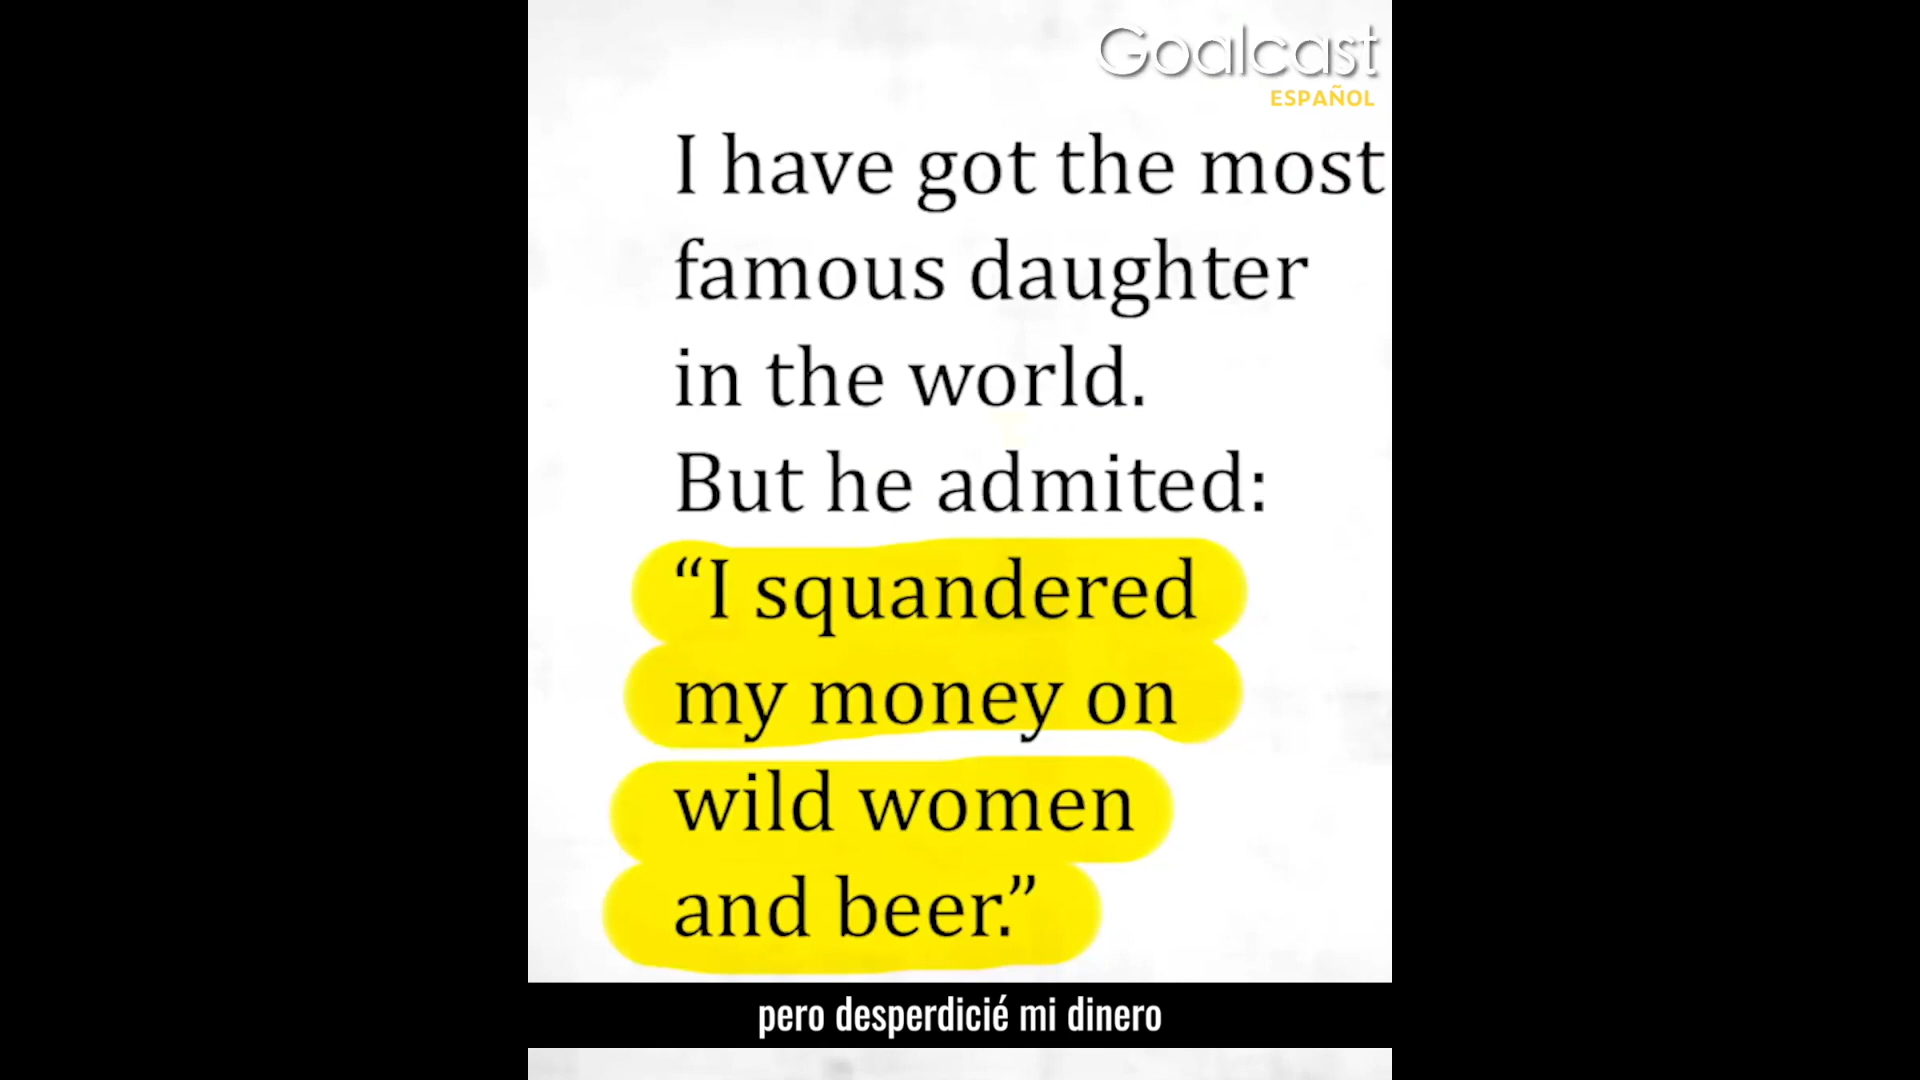 Goalcast
ESPAÑOL
I have got the most
famous daughter
in the world.
But he admited:
“I squandered
my money on
wild women
and beer.”
pero desperdicié mi dinero